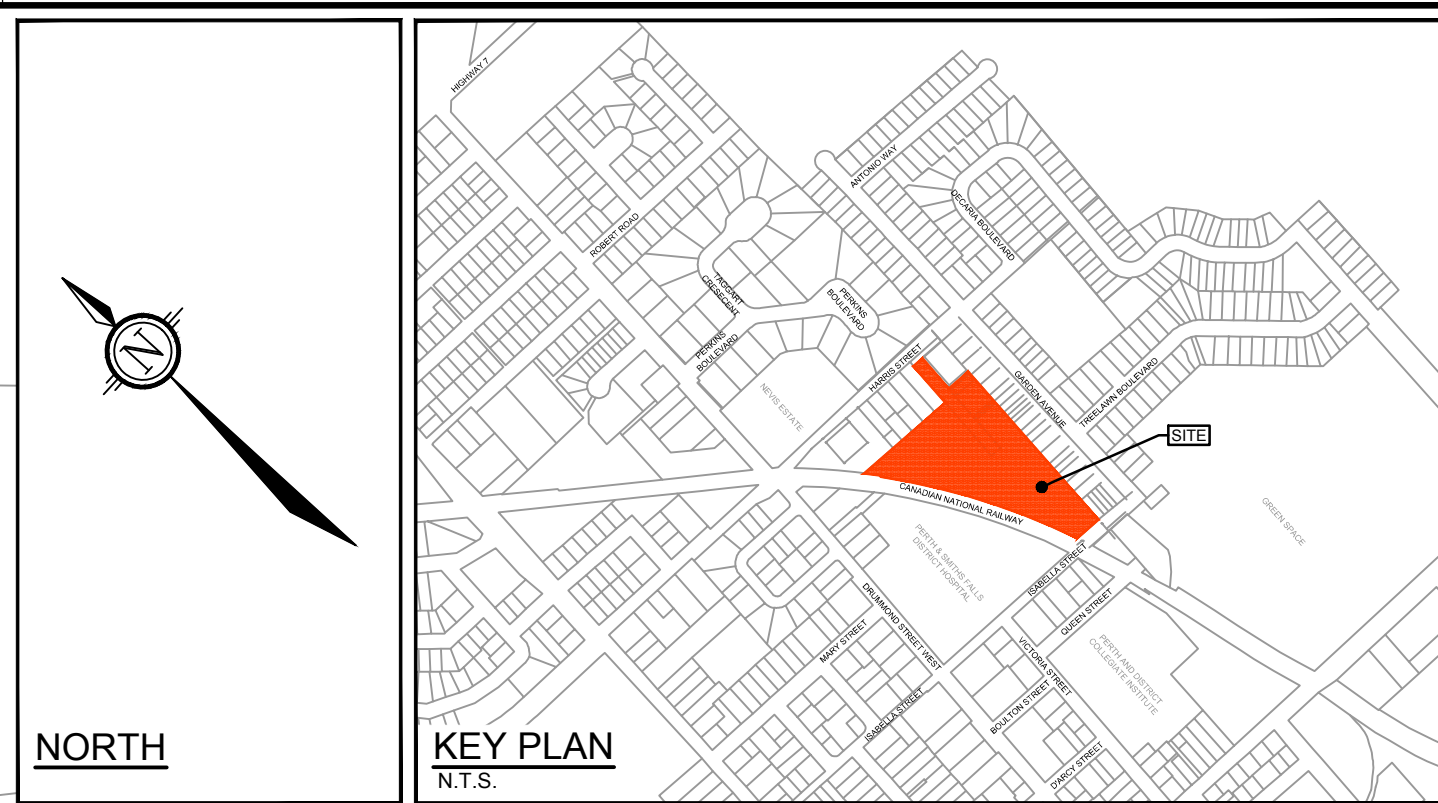 N
NORTH
KEY PLAN
N.T.S.
HIGHWAY 7
ROBERT ROAD
ANTONIO WAY
DECARIA BOULEVARD
TAGGART
CRESECENT
PERKINS
BOULEVARD
PERKINS
BOULEVARD
HARRIS STREET
NEVIS ESTATE
GARDEN AVENUE
TREELAWN BOULEVARD
SITE
CANADIAN NATIONAL RAILWAY
GREEN SPACE
PERTH & SMITHS FALLS
DISTRICT HOSPITAL
ISABELLA STREET
QUEEN STREET
DRUMMOND STREET WEST
MARY STREET
VICTORIA STREET
PERTH AND DISTRICT
COLLEGIATE INSTITUTE
ISABELLA STREET
BOULTON STREET
D'ARCY STREET